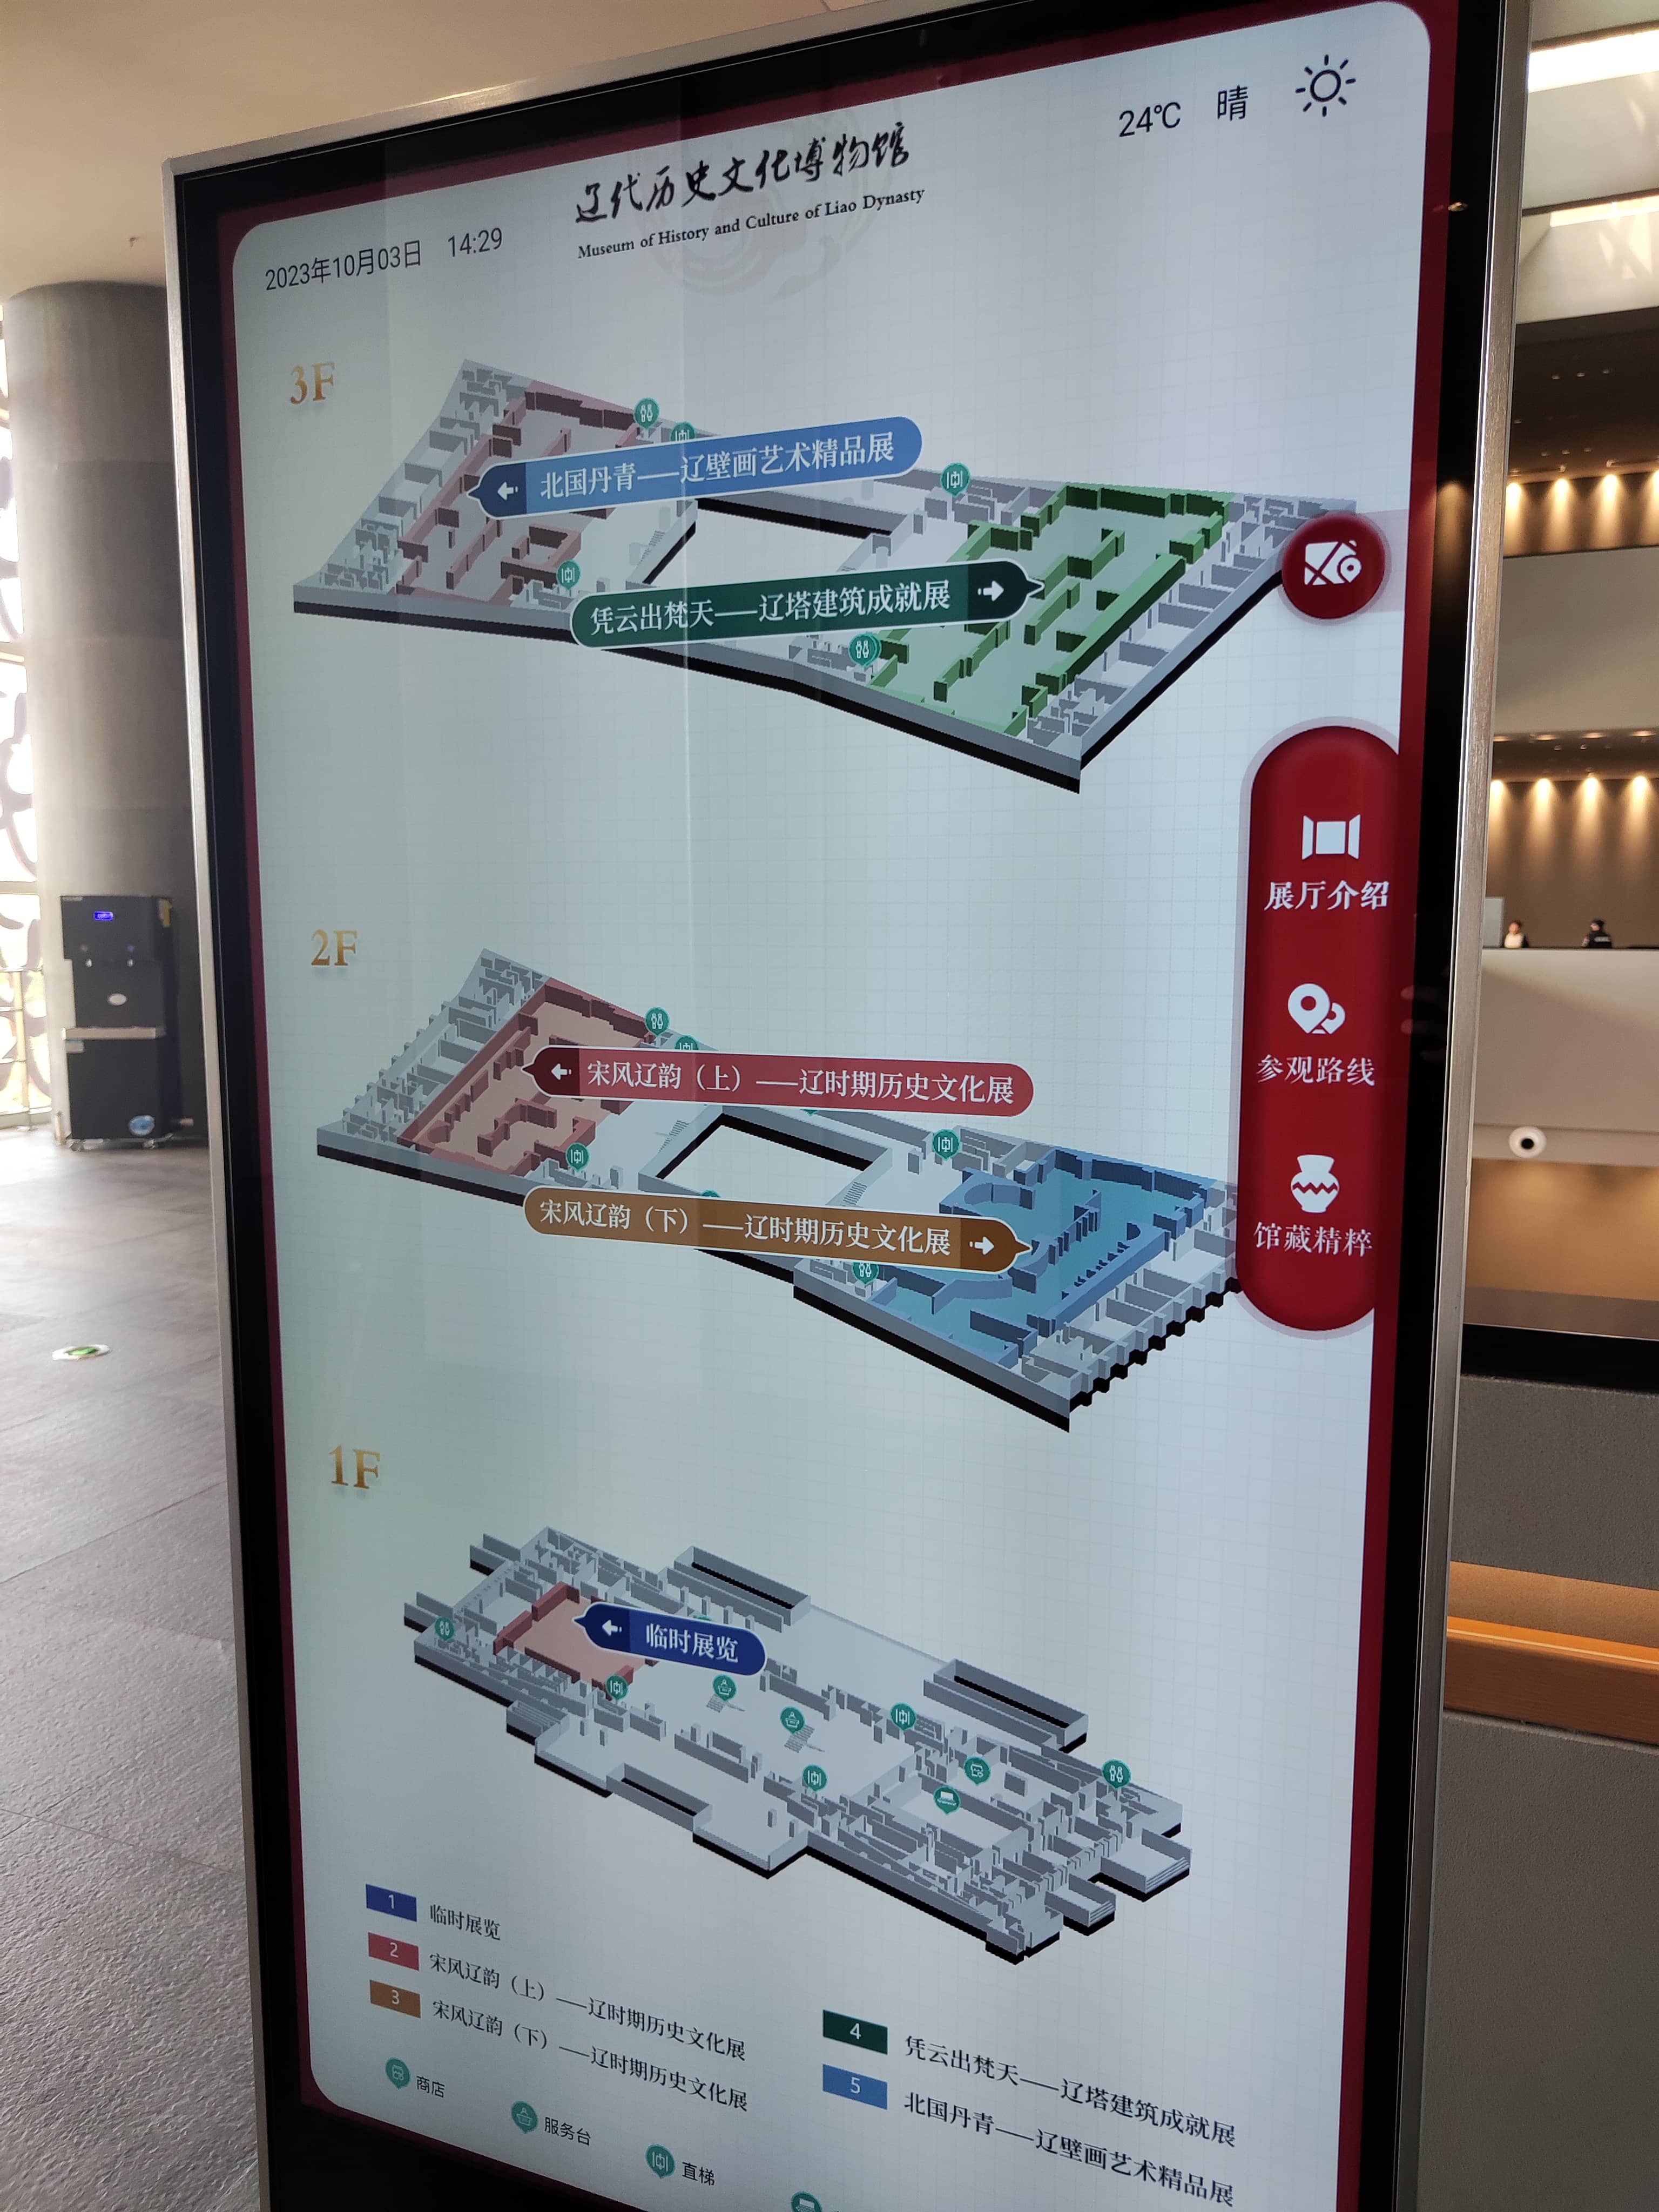 2023年10月03日 14:29
辽代历史文化博物馆
Museum of History and Culture of Liao Dynasty
24℃ 晴
3F
北国丹青——辽壁画艺术精品展
凭云出梵天——辽塔建筑成就展
展厅介绍
参观路线
馆藏精粹
2F
宋风辽韵（上）——辽时期历史文化展
宋风辽韵（下）——辽时期历史文化展
1F
临时展览
1 临时展览
2 宋风辽韵（上）——辽时期历史文化展
3 宋风辽韵（下）——辽时期历史文化展
4 凭云出梵天——辽塔建筑成就展
5 北国丹青——辽壁画艺术精品展
商店
服务台
直梯